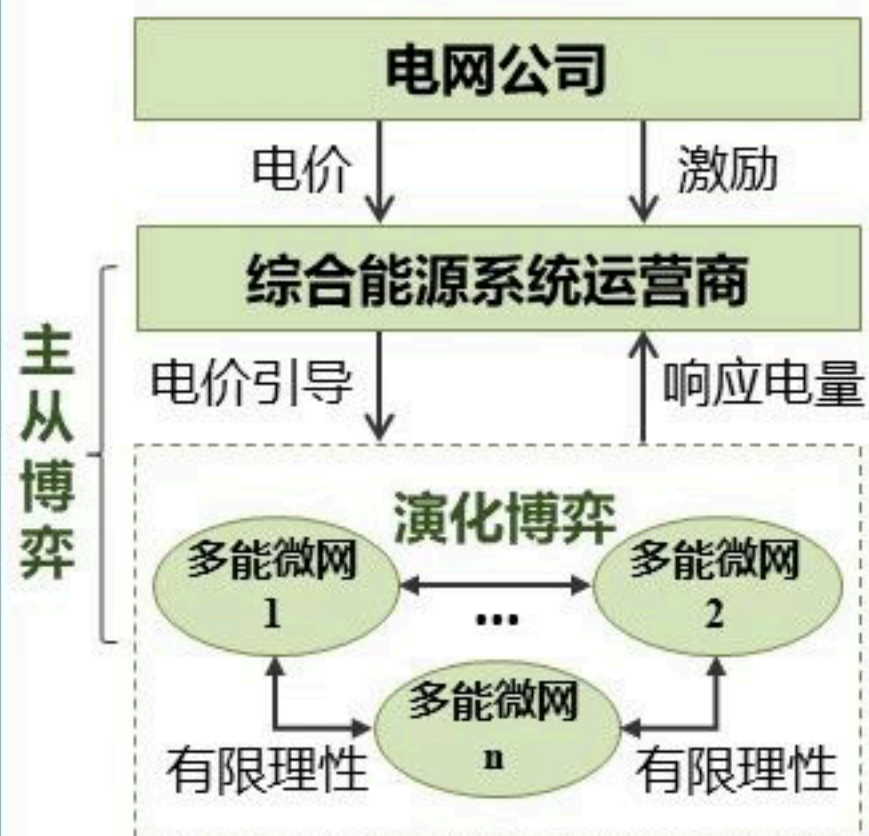 电网公司
电价
激励
综合能源系统运营商
电价引导
响应电量
主从博弈
演化博弈
多能微网
1
多能微网
2
...
多能微网
n
有限理性
有限理性